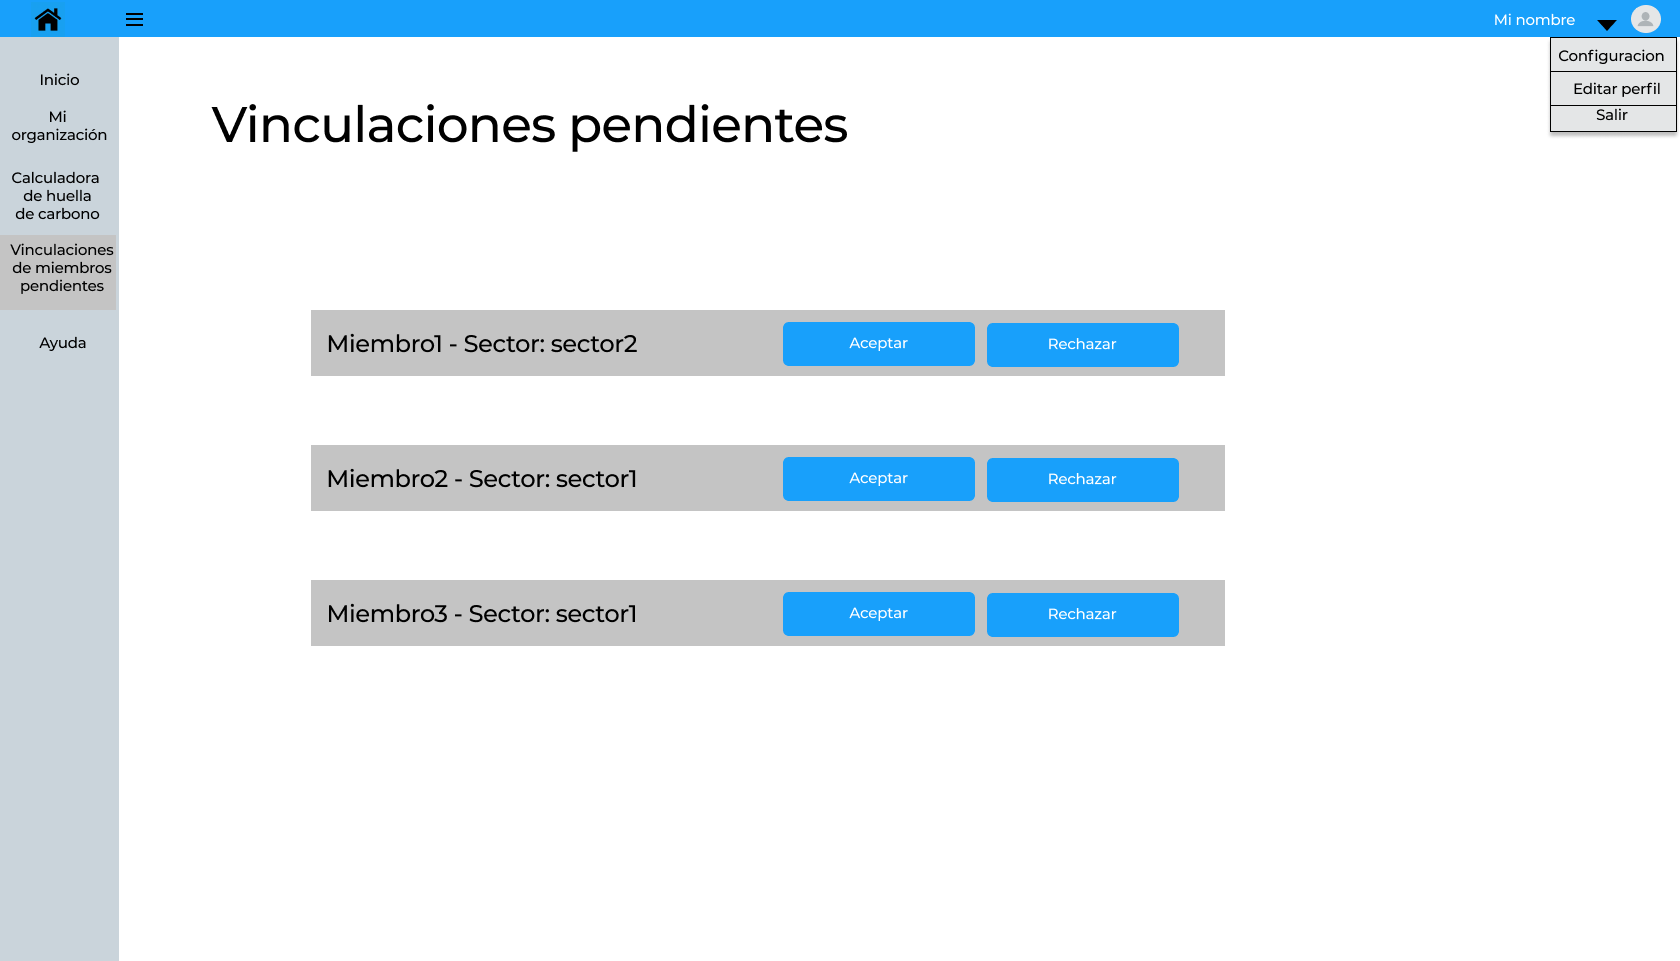 Mi nombre
Configuracion
Editar perfil
Salir
Inicio
Mi
organización
Calculadora
de huella
de carbono
Vinculaciones
de miembros
pendientes
Ayuda
Vinculaciones pendientes
Miembro1 - Sector: sector2
Aceptar
Rechazar
Miembro2 - Sector: sector1
Aceptar
Rechazar
Miembro3 - Sector: sector1
Aceptar
Rechazar